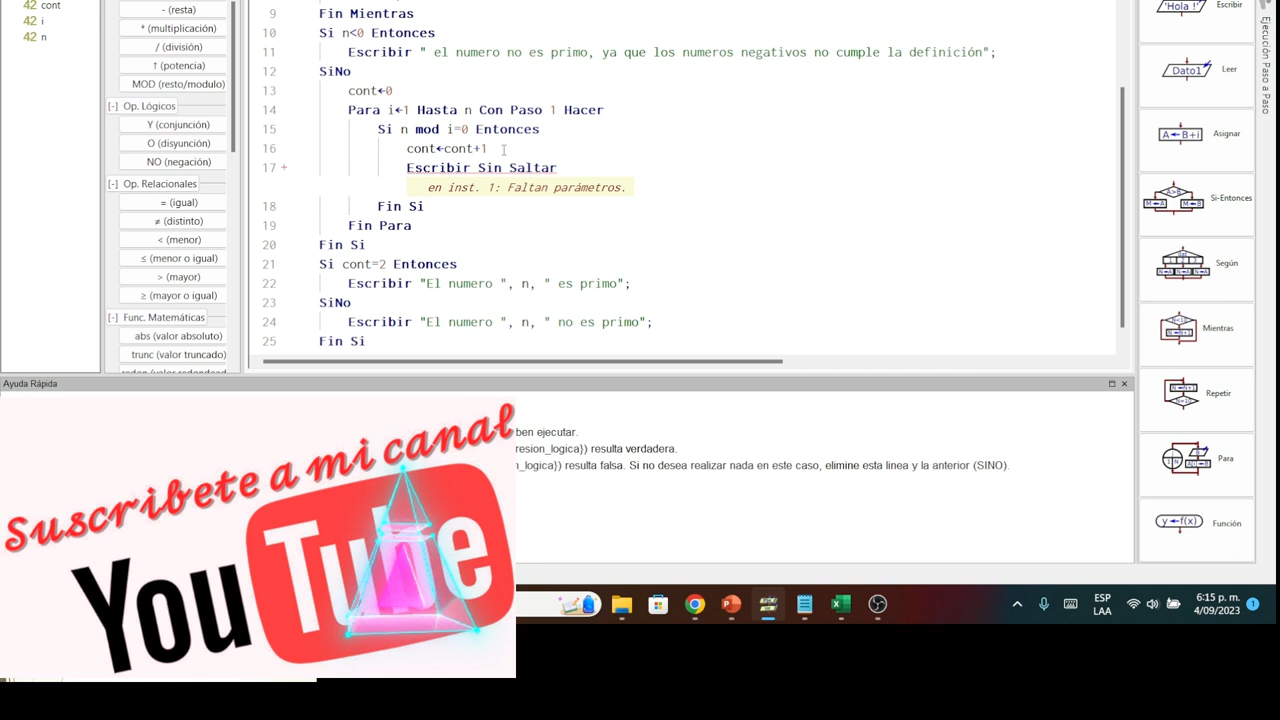 42 cont
42 i
42 n
- (resta)
* (multiplicación)
/ (división)
↑ (potencia)
MOD (resto/modulo)
[-] Op. Lógicos
Y (conjunción)
O (disyunción)
NO (negación)
[-] Op. Relacionales
= (igual)
≠ (distinto)
< (menor)
≤ (menor o igual)
> (mayor)
≥ (mayor o igual)
[-] Func. Matemáticas
abs (valor absoluto)
trunc (valor truncado)
9 Fin Mientras
10 Si n<0 Entonces
11 Escribir " el numero no es primo, ya que los numeros negativos no cumple la definición";
12 SiNo
13 cont←0
14 Para i←1 Hasta n Con Paso 1 Hacer
15 Si n mod i=0 Entonces
16 cont←cont+1
17 + Escribir Sin Saltar
en inst. 1: Faltan parámetros.
18 Fin Si
19 Fin Para
20 Fin Si
21 Si cont=2 Entonces
22 Escribir "El numero ", n, " es primo";
23 SiNo
24 Escribir "El numero ", n, " no es primo";
25 Fin Si
'Hola !' Escribir
Dato1 Leer
A←B+i Asignar
A>B
M←A M←B
Si-Entonces
Según
Mientras
Repetir
Para
y←f(x) Función
Ejecución Paso a Paso
Ayuda Rápida
ben ejecutar.
resion_logica}) resulta verdadera.
n_logica}) resulta falsa. Si no desea realizar nada en este caso, elimine esta linea y la anterior (SINO).
Suscribete a mi canal
YouTube
ESP
LAA
6:15 p. m.
4/09/2023
1